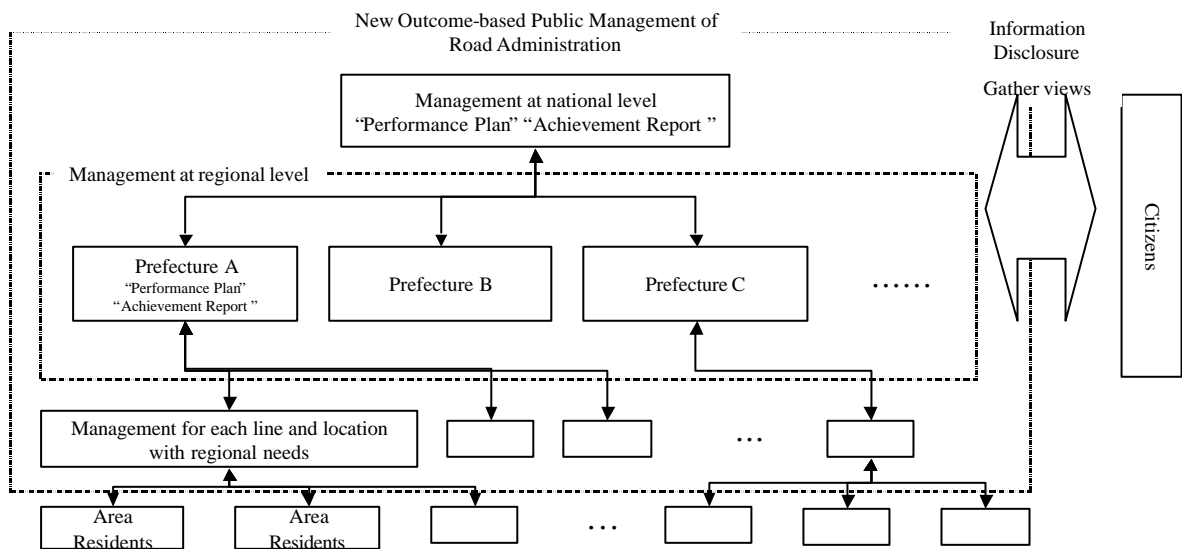 New Outcome-based Public Management of
Road Administration
Information
Disclosure
Gather views
Management at national level
“Performance Plan” “Achievement Report ”
Management at regional level
Prefecture A
“Performance Plan”
“Achievement Report ”
Prefecture B
Prefecture C
······
Citizens
Management for each line and location
with regional needs
···
Area
Residents
Area
Residents
···